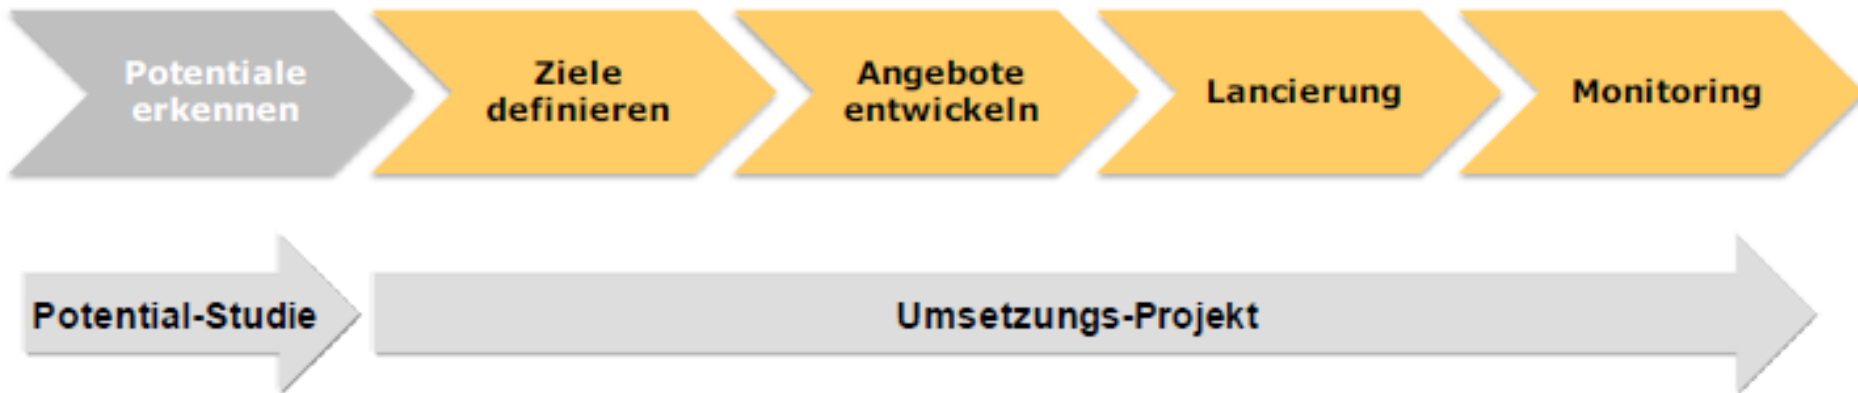 Potentiale
erkennen
Ziele
definieren
Angebote
entwickeln
Lancierung
Monitoring
Potential-Studie
Umsetzungs-Projekt